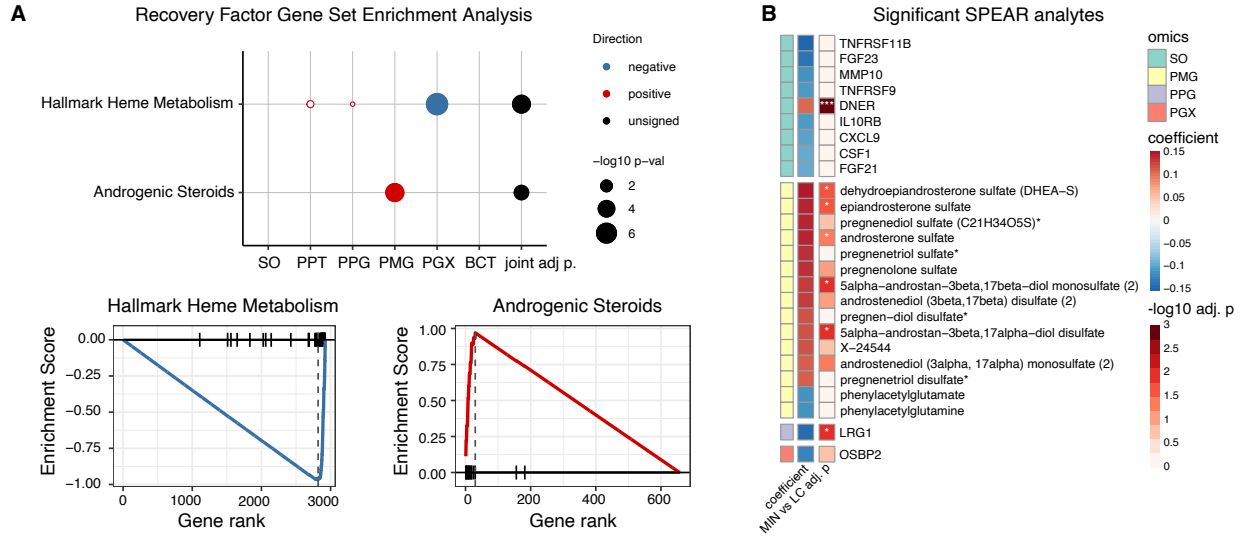 A
Recovery Factor Gene Set Enrichment Analysis
Hallmark Heme Metabolism
Androgenic Steroids
SO PPT PPG PMG PGX BCT joint adj p.
Direction
negative
positive
unsigned
−log10 p−val
2
4
6
Hallmark Heme Metabolism
Enrichment Score
0.00
−0.25
−0.50
−0.75
−1.00
0 1000 2000 3000
Gene rank
Androgenic Steroids
Enrichment Score
1.00
0.75
0.50
0.25
0.00
0 200 400 600
Gene rank
B
Significant SPEAR analytes
TNFRSF11B
FGF23
MMP10
TNFRSF9
*** DNER
IL10RB
CXCL9
CSF1
FGF21
* dehydroepiandrosterone sulfate (DHEA−S)
* epiandrosterone sulfate
pregnenediol sulfate (C21H34O5S)*
* androsterone sulfate
pregnenetriol sulfate*
pregnenolone sulfate
* 5alpha−androstan−3beta,17beta−diol monosulfate (2)
androstenediol (3beta,17beta) disulfate (2)
pregnen−diol disulfate*
* 5alpha−androstan−3beta,17alpha−diol disulfate
X−24544
androstenediol (3alpha, 17alpha) monosulfate (2)
pregnenetriol disulfate*
phenylacetylglutamate
phenylacetylglutamine
* LRG1
OSBP2
coefficient
MIN vs LC adj. p
omics
SO
PMG
PPG
PGX
coefficient
0.15
0.1
0.05
0
−0.05
−0.1
−0.15
−log10 adj. p
3
2.5
2
1.5
1
0.5
0